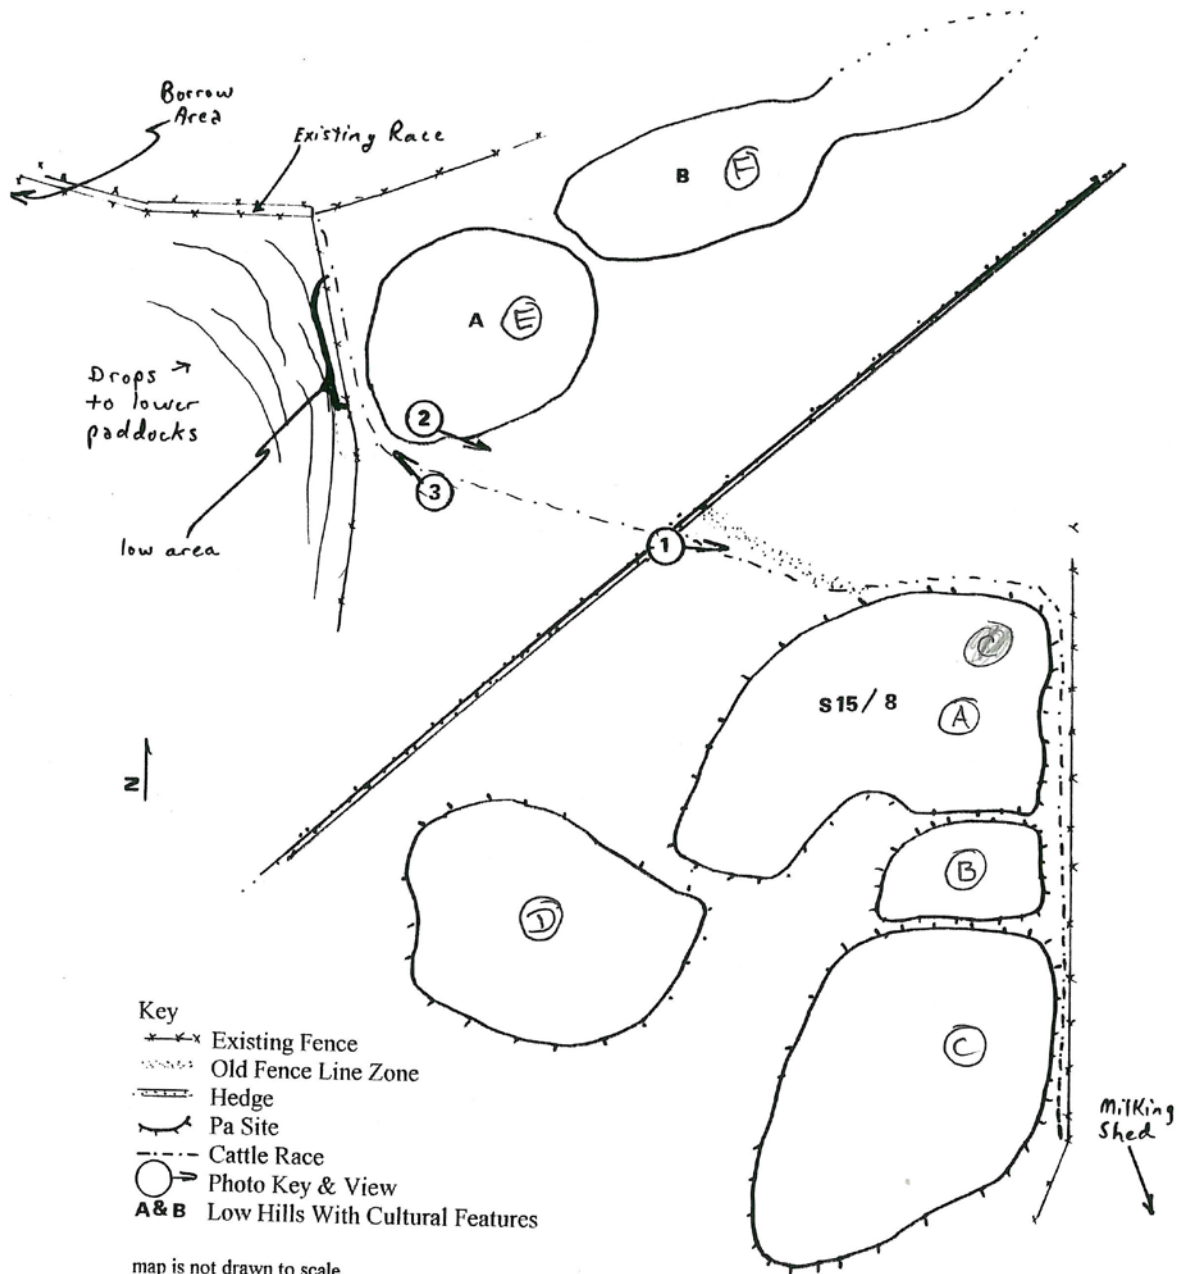 Borrow
Area
Existing Race
B
F
A
E
Drops
to lower
paddocks
2
3
low area
1
C
S15/8
A
N
B
D
C
Key
Existing Fence
Old Fence Line Zone
Hedge
Pa Site
Cattle Race
Photo Key & View
A&B Low Hills With Cultural Features
Milking
Shed
map is not drawn to scale